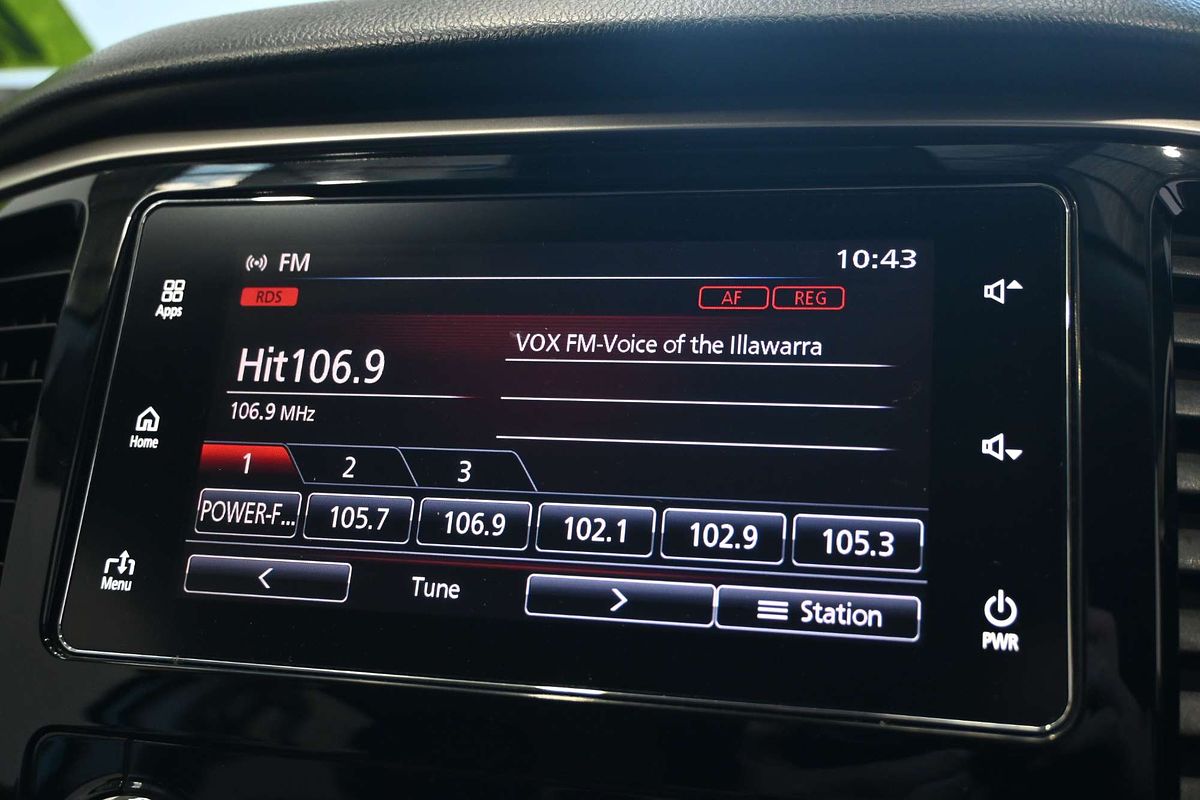 FM 10:43
RDS AF REG
Apps
VOX FM-Voice of the Illawarra
Hit106.9
106.9 MHz
Home
1 2 3
POWER-F... 105.7 106.9 102.1 102.9 105.3
Menu
< Tune > Station
PWR